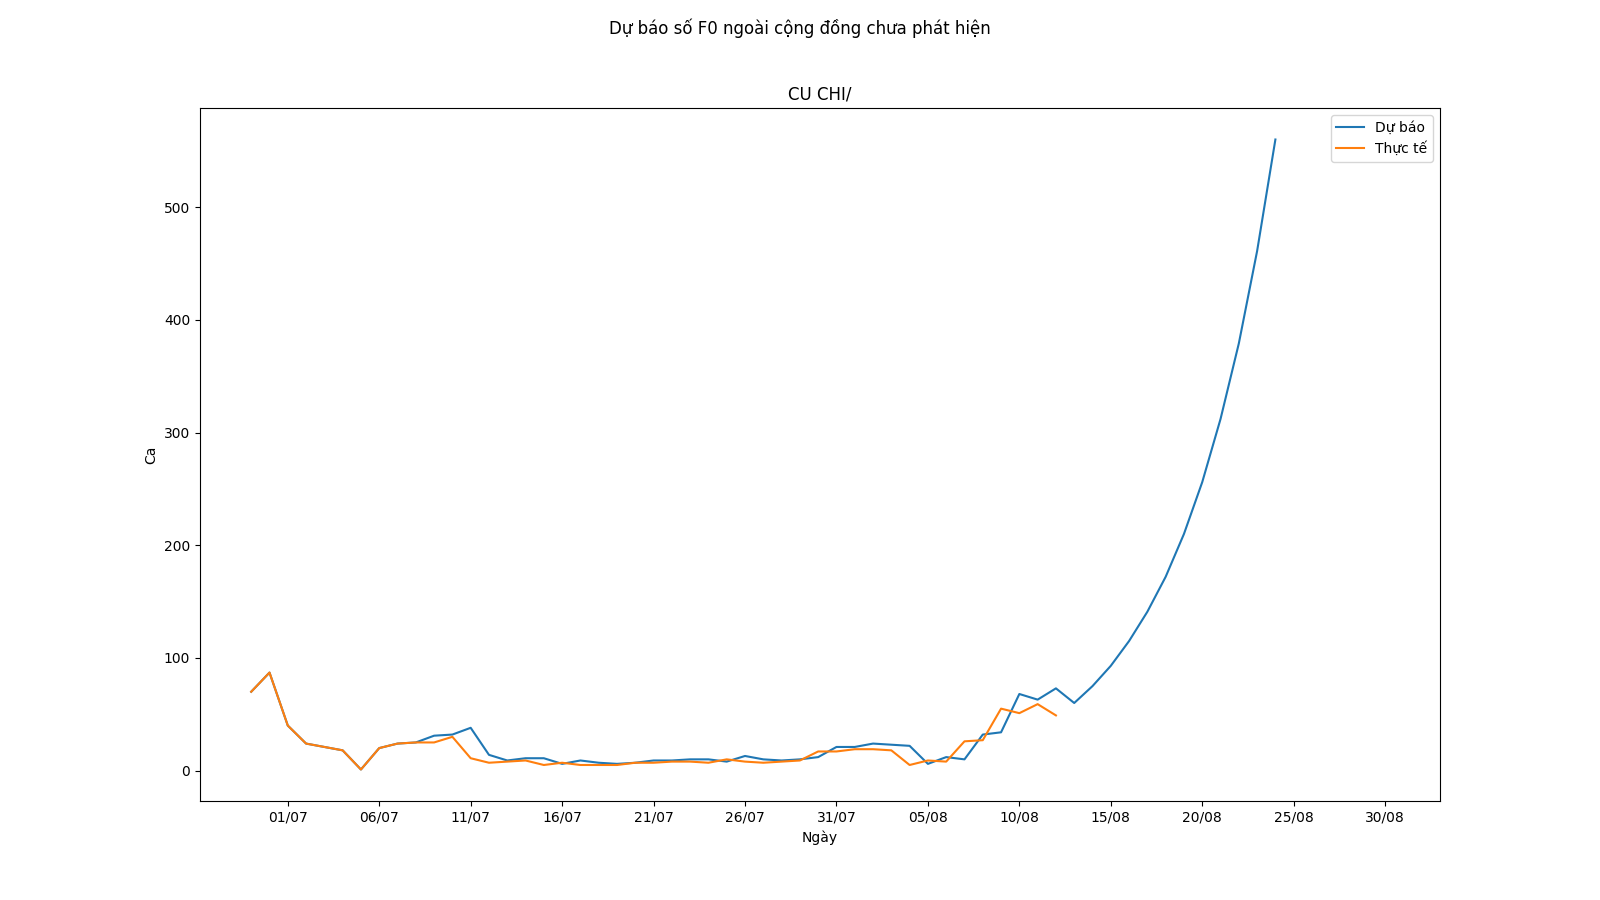 Dự báo số F0 ngoài cộng đồng chưa phát hiện
CU CHI/
Dự báo
Thực tế
500
400
300
200
100
0
Ca
01/07 06/07 11/07 16/07 21/07 26/07 31/07 05/08 10/08 15/08 20/08 25/08 30/08
Ngày